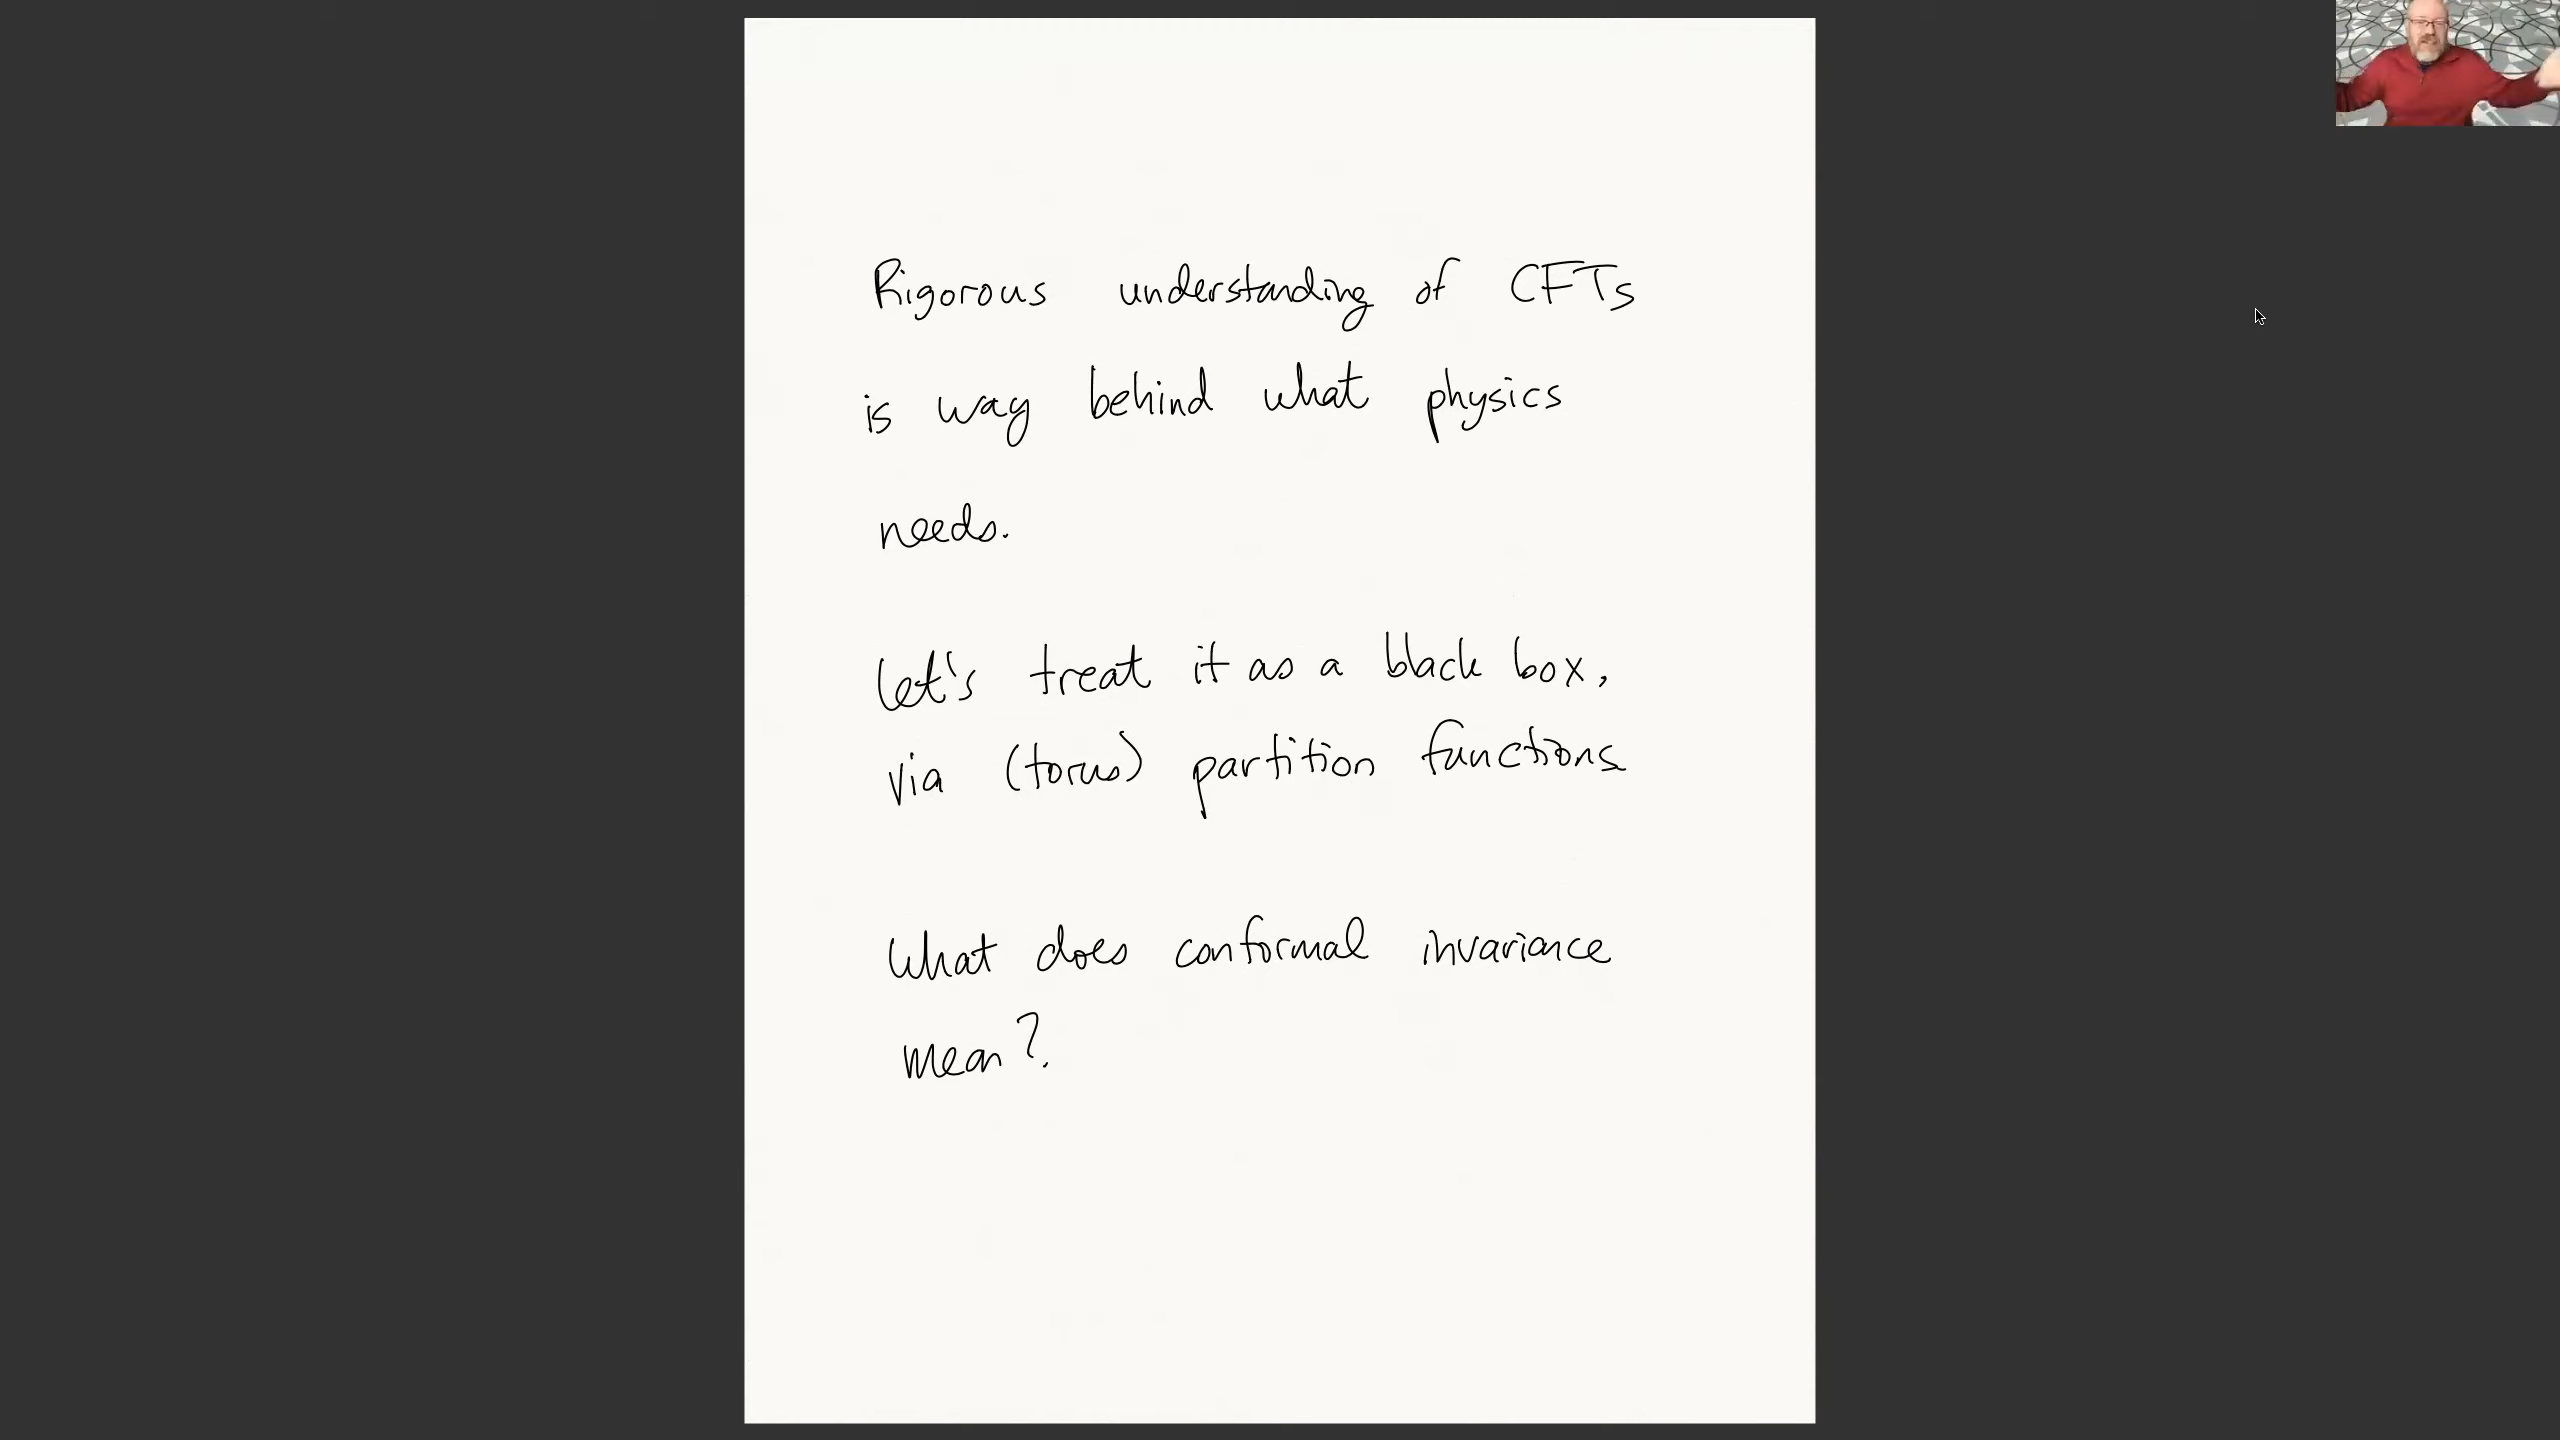 Rigorous understanding of CFTs
is way behind what physics
needs.
Let's treat it as a black box,
via (torus) partition functions
What does conformal invariance
mean?